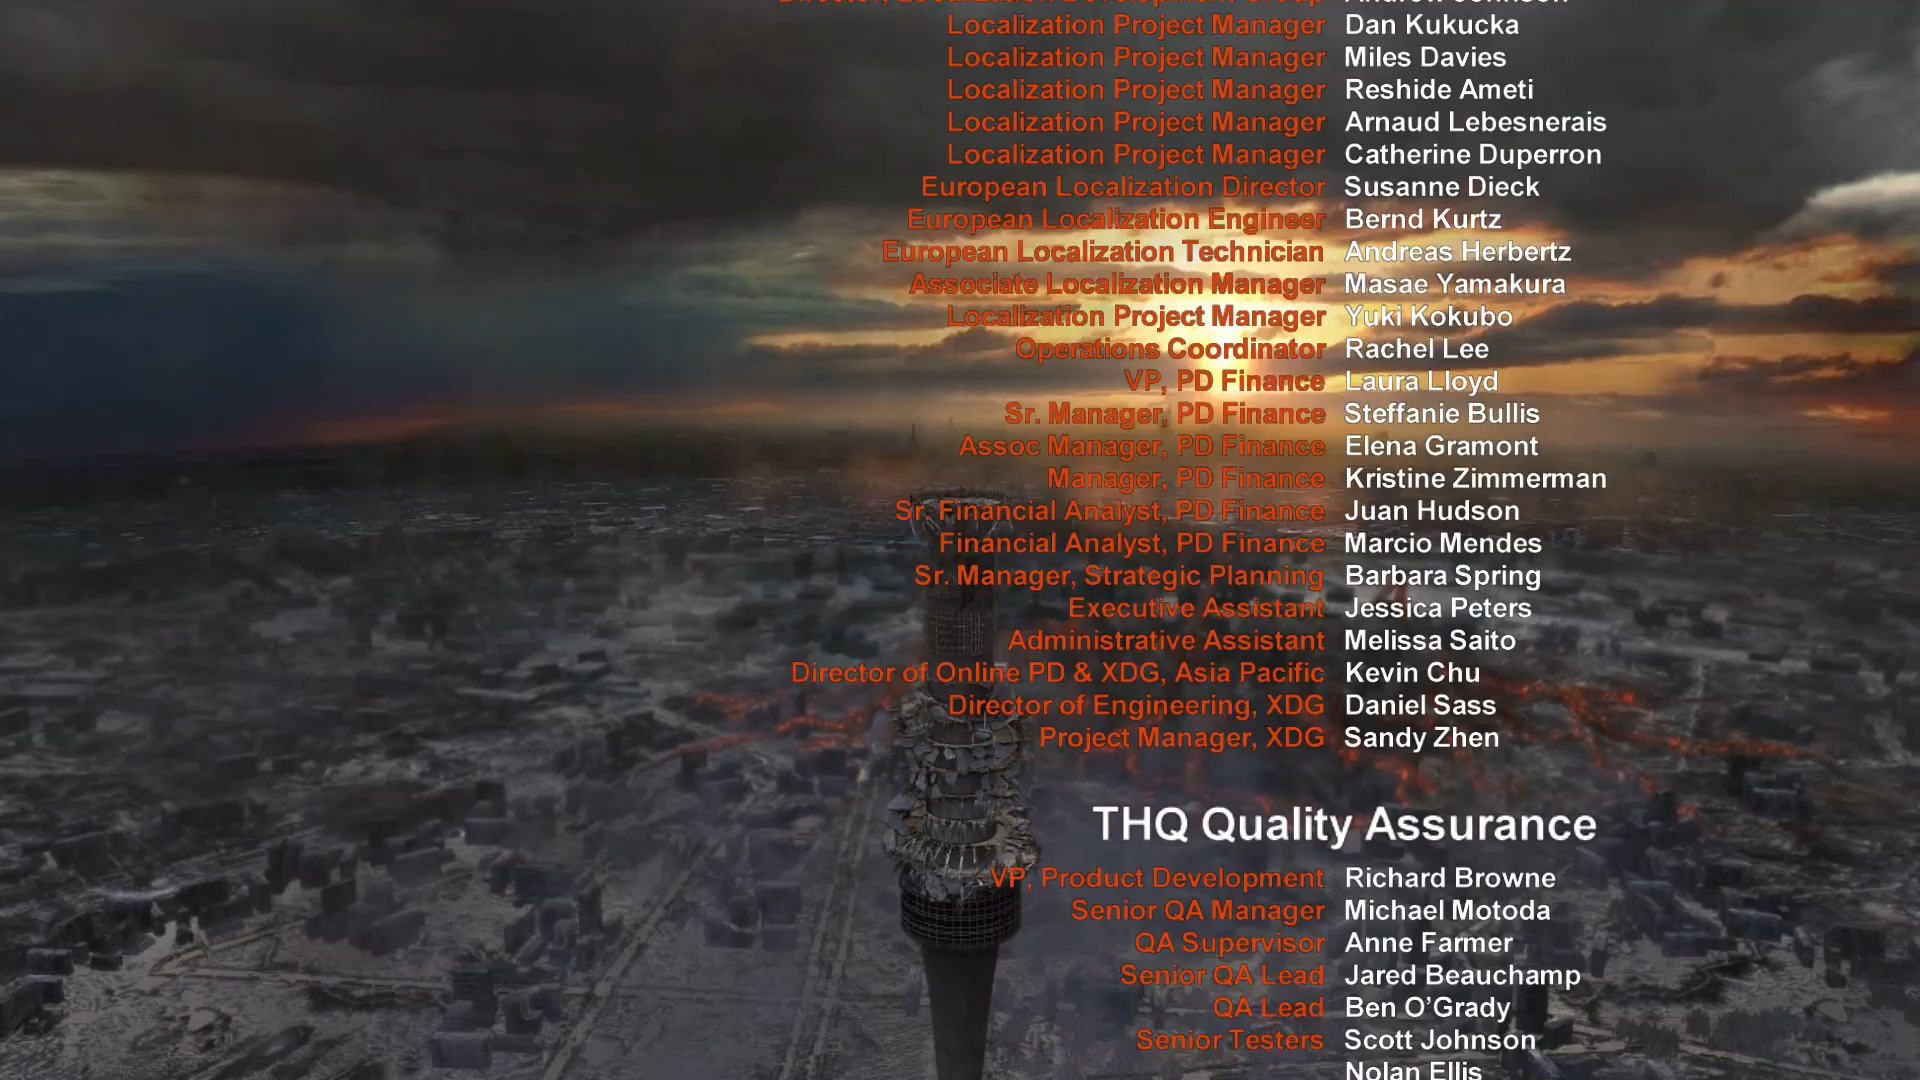 Director, Localization Development Group Andrew Johnson
Localization Project Manager Dan Kukucka
Localization Project Manager Miles Davies
Localization Project Manager Reshide Ameti
Localization Project Manager Arnaud Lebesnerais
Localization Project Manager Catherine Duperron
European Localization Director Susanne Dieck
European Localization Engineer Bernd Kurtz
European Localization Technician Andreas Herbertz
Associate Localization Manager Masae Yamakura
Localization Project Manager Yuki Kokubo
Operations Coordinator Rachel Lee
VP, PD Finance Laura Lloyd
Sr. Manager, PD Finance Steffanie Bullis
Assoc Manager, PD Finance Elena Gramont
Manager, PD Finance Kristine Zimmerman
Sr. Financial Analyst, PD Finance Juan Hudson
Financial Analyst, PD Finance Marcio Mendes
Sr. Manager, Strategic Planning Barbara Spring
Executive Assistant Jessica Peters
Administrative Assistant Melissa Saito
Director of Online PD & XDG, Asia Pacific Kevin Chu
Director of Engineering, XDG Daniel Sass
Project Manager, XDG Sandy Zhen
THQ Quality Assurance
VP, Product Development Richard Browne
Senior QA Manager Michael Motoda
QA Supervisor Anne Farmer
Senior QA Lead Jared Beauchamp
QA Lead Ben O’Grady
Senior Testers Scott Johnson
Nolan Ellis